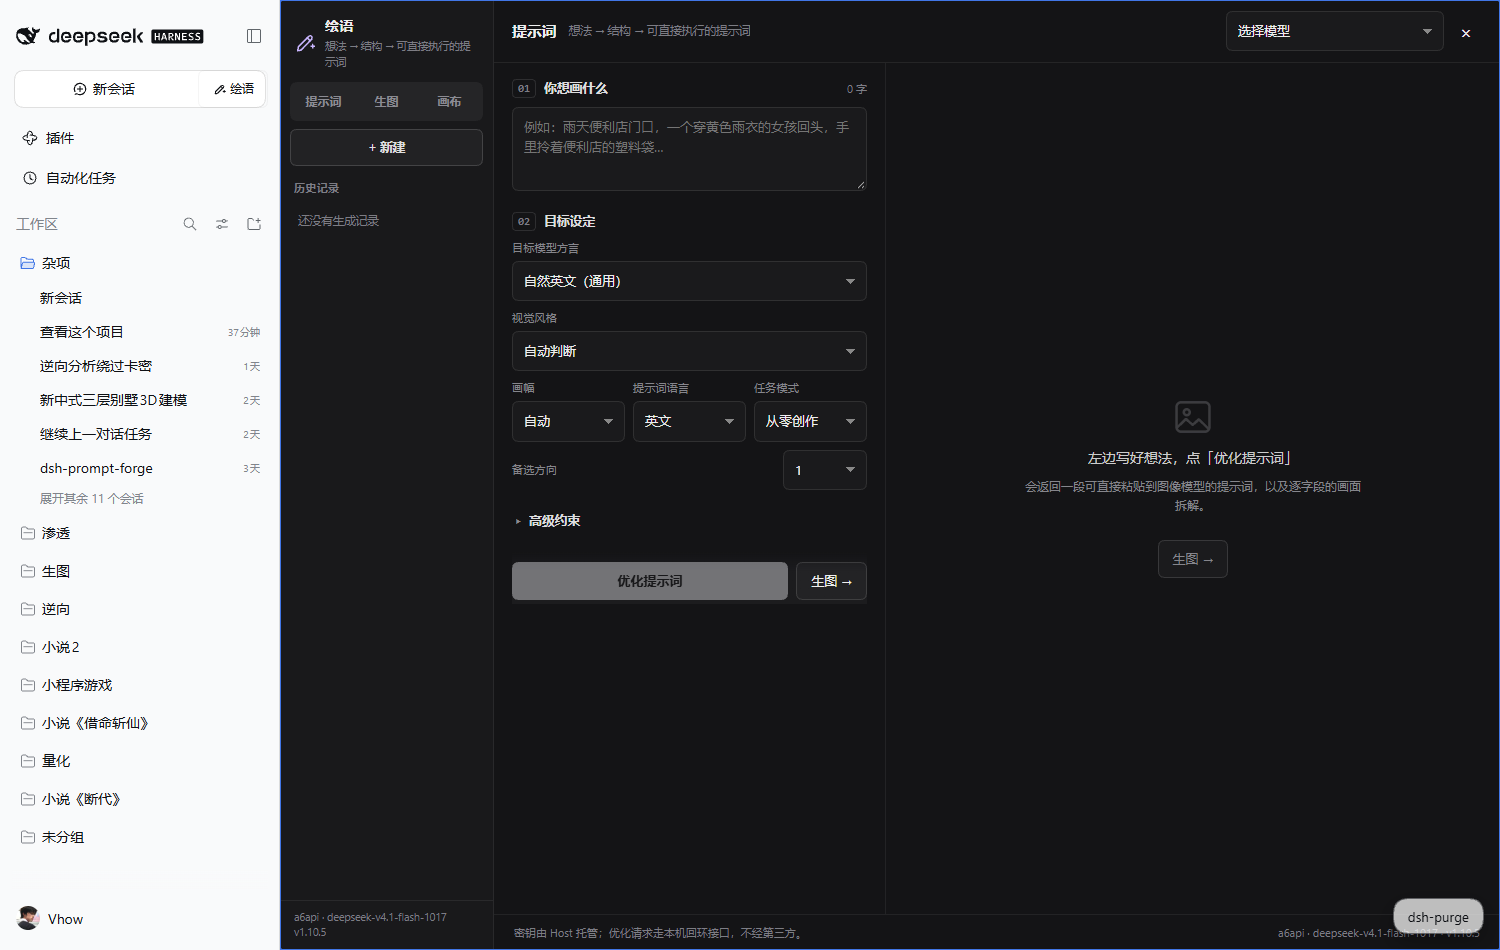 deepseek HARNESS
新会话
绘语
插件
自动化任务
工作区
杂项
新会话
查看这个项目 37分钟
逆向分析绕过卡密 1天
新中式三层别墅3D建模 2天
继续上一对话任务 2天
dsh-prompt-forge 3天
展开其余 11 个会话
渗透
生图
逆向
小说2
小程序游戏
小说《借命斩仙》
量化
小说《断代》
未分组
Vhow
绘语
想法 → 结构 → 可直接执行的提
示词
提示词 生图 画布
+ 新建
历史记录
还没有生成记录
a6api · deepseek-v4.1-flash-1017
v1.10.5
提示词 想法 → 结构 → 可直接执行的提示词
选择模型
×
01 你想画什么 0 字
例如：雨天便利店门口，一个穿黄色雨衣的女孩回头，手
里拎着便利店的塑料袋...
02 目标设定
目标模型方言
自然英文（通用）
视觉风格
自动判断
画幅 提示词语言 任务模式
自动 英文 从零创作
备选方向 1
▸ 高级约束
优化提示词 生图 →
左边写好想法，点「优化提示词」
会返回一段可直接粘贴到图像模型的提示词，以及逐字段的画面
拆解。
生图 →
密钥由 Host 托管；优化请求走本机回环接口，不经第三方。
dsh-purge
a6api · deepseek-v4.1-flash-1017 · v1.10.5